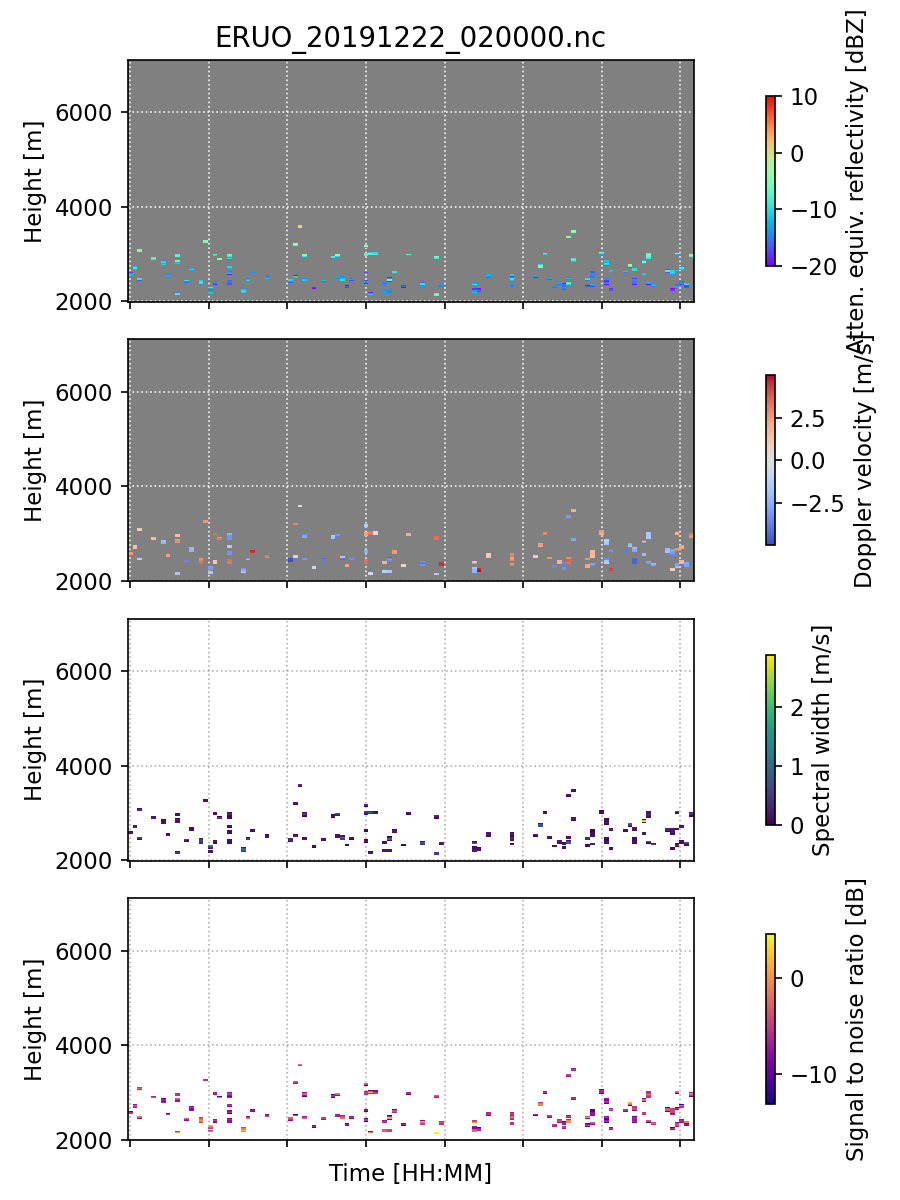 ERUO_20191222_020000.nc
Height [m]
6000
4000
2000
10
0
−10
−20
Atten. equiv. reflectivity [dBZ]
Height [m]
6000
4000
2000
2.5
0.0
−2.5
Doppler velocity [m/s]
Height [m]
6000
4000
2000
2
1
0
Spectral width [m/s]
Height [m]
6000
4000
2000
0
−10
Signal to noise ratio [dB]
Time [HH:MM]